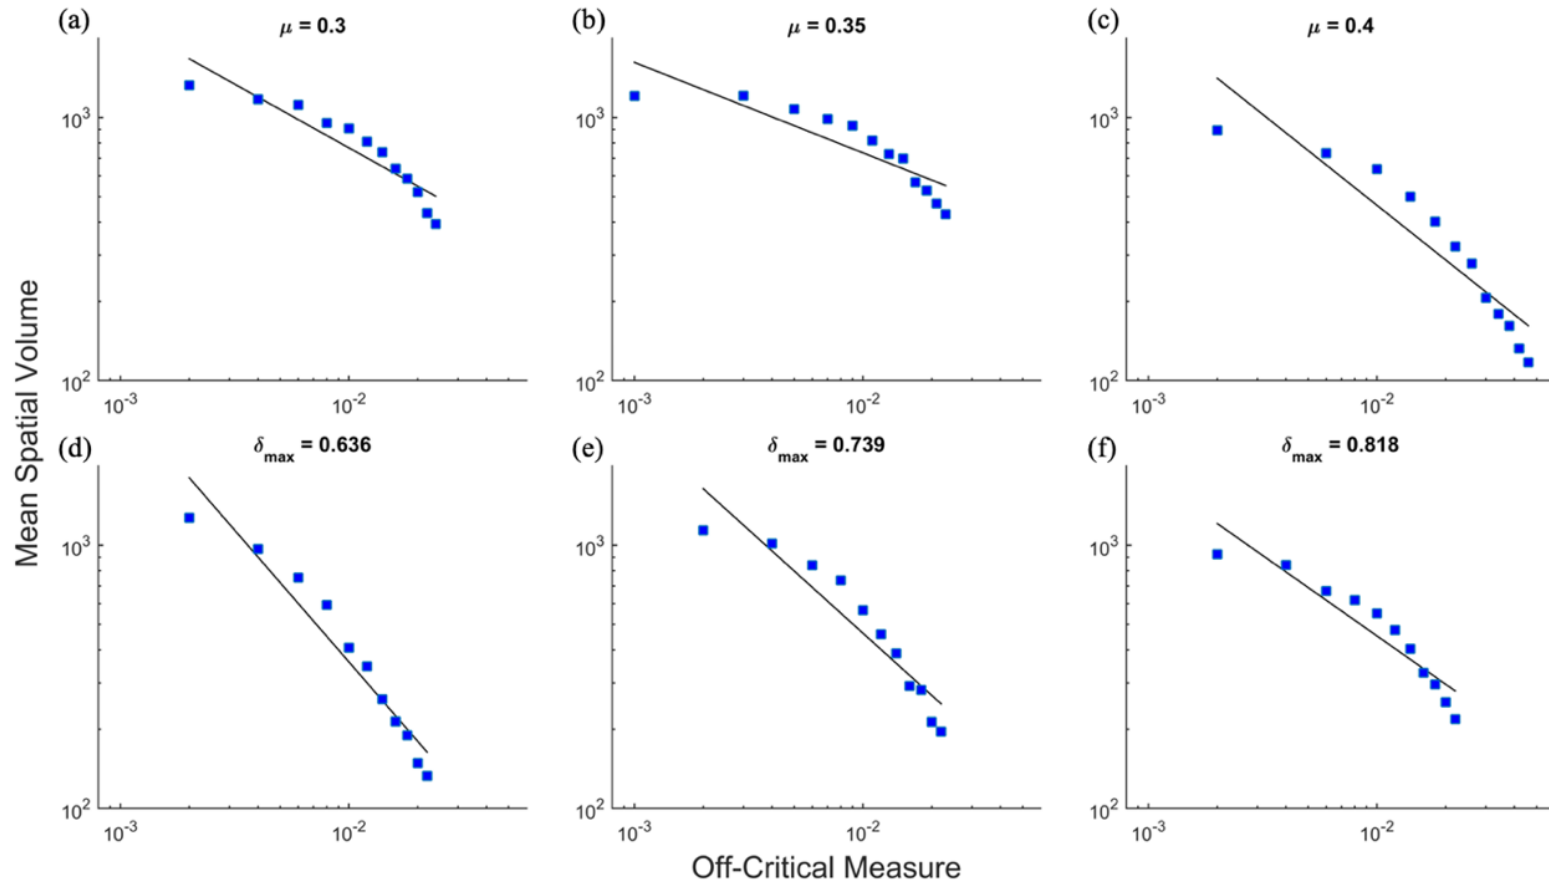 (a)
μ = 0.3
(b)
μ = 0.35
(c)
μ = 0.4
10³
10²
10⁻³
10⁻²
10³
10²
10⁻³
10⁻²
10³
10²
10⁻³
10⁻²
Mean Spatial Volume
(d)
δmax = 0.636
(e)
δmax = 0.739
(f)
δmax = 0.818
10³
10²
10⁻³
10⁻²
10³
10²
10⁻³
10⁻²
10³
10²
10⁻³
10⁻²
Off-Critical Measure